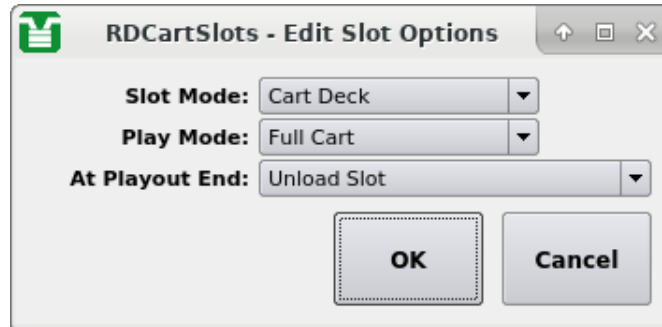 RDCartSlots - Edit Slot Options
Slot Mode: Cart Deck
Play Mode: Full Cart
At Playout End: Unload Slot
OK Cancel